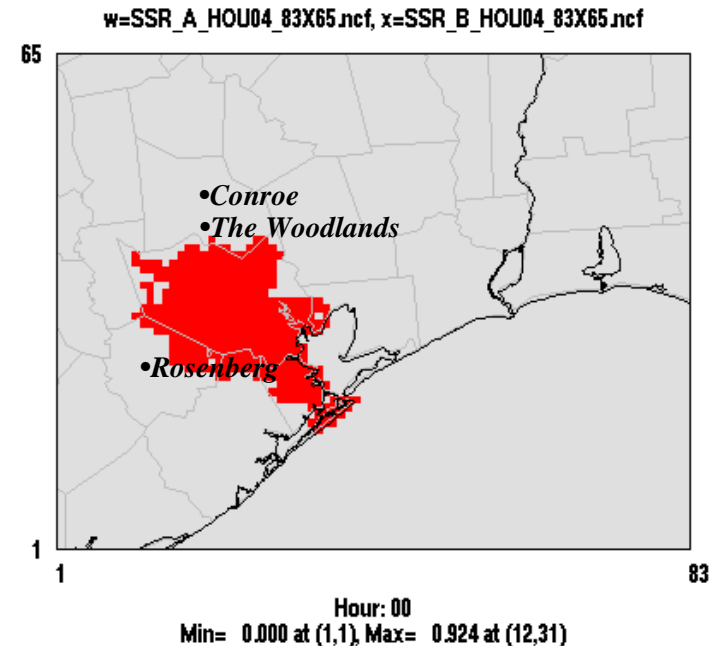 w=SSR_A_HOU04_83X65.ncf, x=SSR_B_HOU04_83X65.ncf
65
•Conroe
•The Woodlands
•Rosenberg
1
1 83
Hour: 00
Min= 0.000 at (1,1), Max= 0.924 at (12,31)